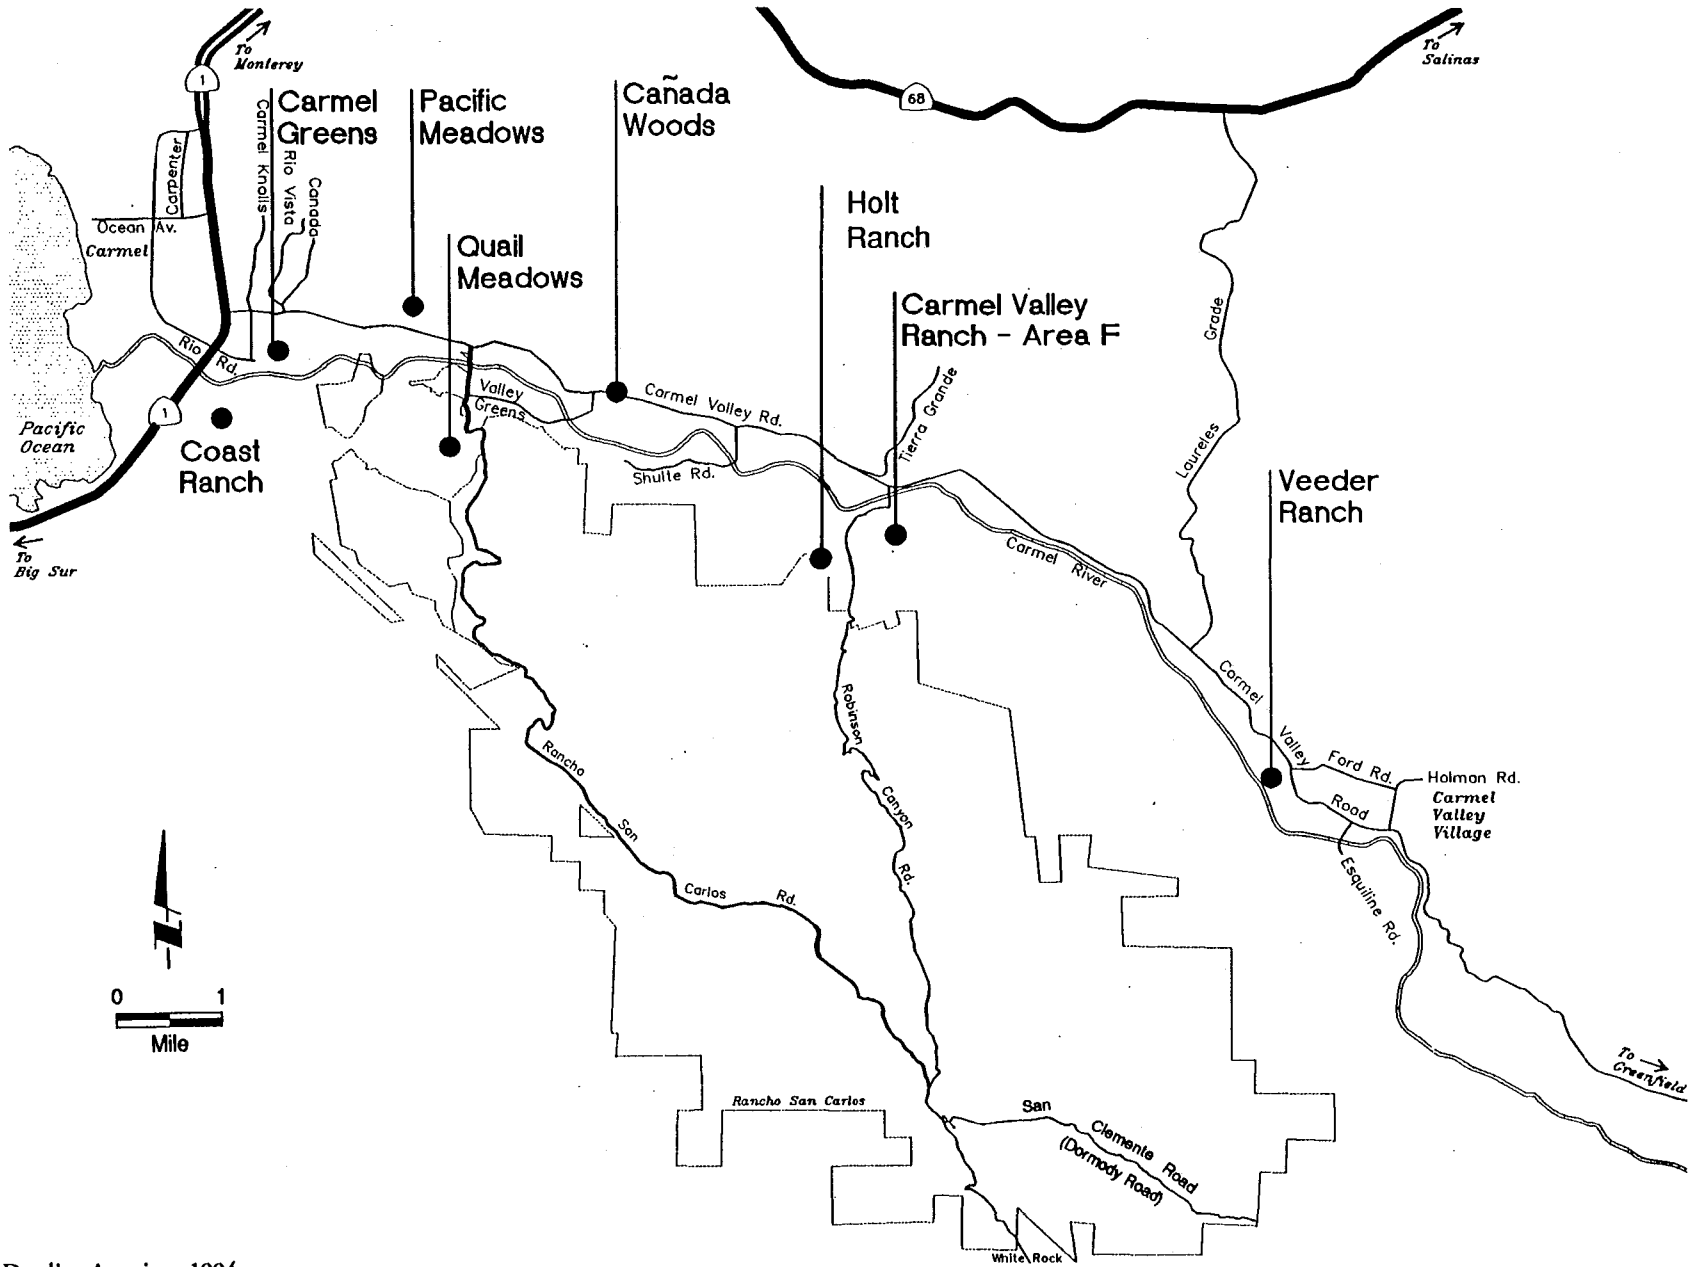 To
Monterey
1
To
Salinas
68
Carmel
Greens
Pacific
Meadows
Cañada
Woods
Carmel Knolls
Rio Vista
Canada
Carpenter
Ocean Av.
Carmel
Holt
Ranch
Quail
Meadows
Carmel Valley
Ranch - Area F
Grade
Laureles
Rio Rd.
Valley
Greens
Carmel Valley Rd.
Tierra Grande
1
Pacific
Ocean
Coast
Ranch
Shulte Rd.
Veeder
Ranch
To
Big Sur
Carmel River
Carmel
Valley
Road
Ford Rd.
Holman Rd.
Carmel
Valley
Village
Esquiline Rd.
Robinson
Canyon
Rd.
Rancho
San
Carlos Rd.
0 1
Mile
To
Greenfield
Rancho San Carlos
San
Clemente Road
(Dormody Road)
White Rock